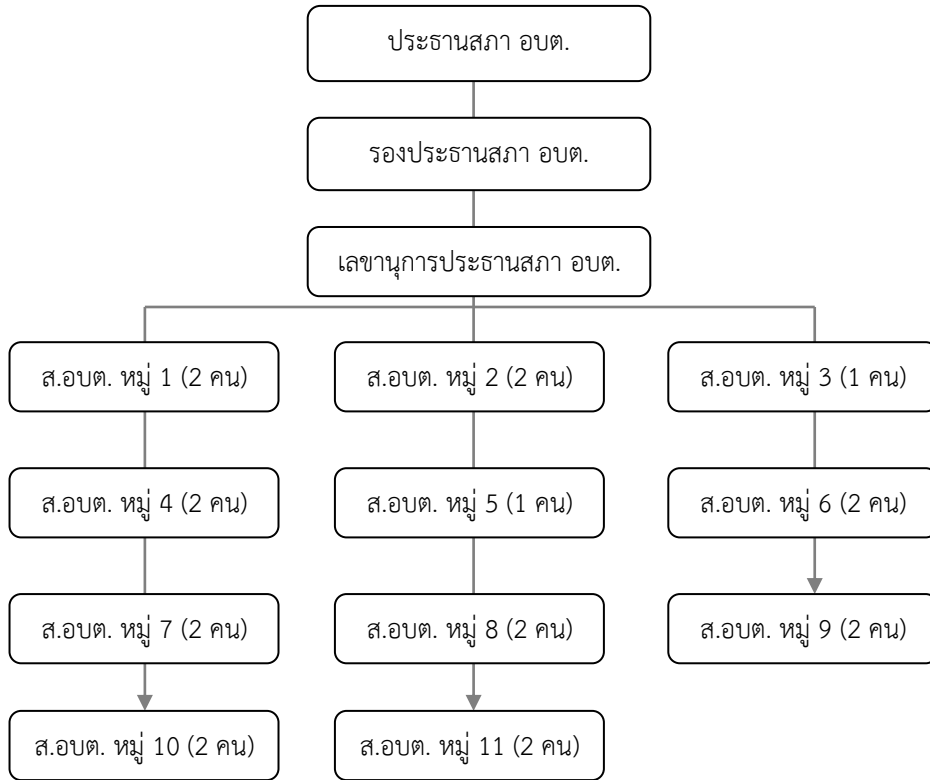 ประธานสภา อบต.
รองประธานสภา อบต.
เลขานุการประธานสภา อบต.
ส.อบต. หมู่ 1 (2 คน)
ส.อบต. หมู่ 2 (2 คน)
ส.อบต. หมู่ 3 (1 คน)
ส.อบต. หมู่ 4 (2 คน)
ส.อบต. หมู่ 5 (1 คน)
ส.อบต. หมู่ 6 (2 คน)
ส.อบต. หมู่ 7 (2 คน)
ส.อบต. หมู่ 8 (2 คน)
ส.อบต. หมู่ 9 (2 คน)
ส.อบต. หมู่ 10 (2 คน)
ส.อบต. หมู่ 11 (2 คน)